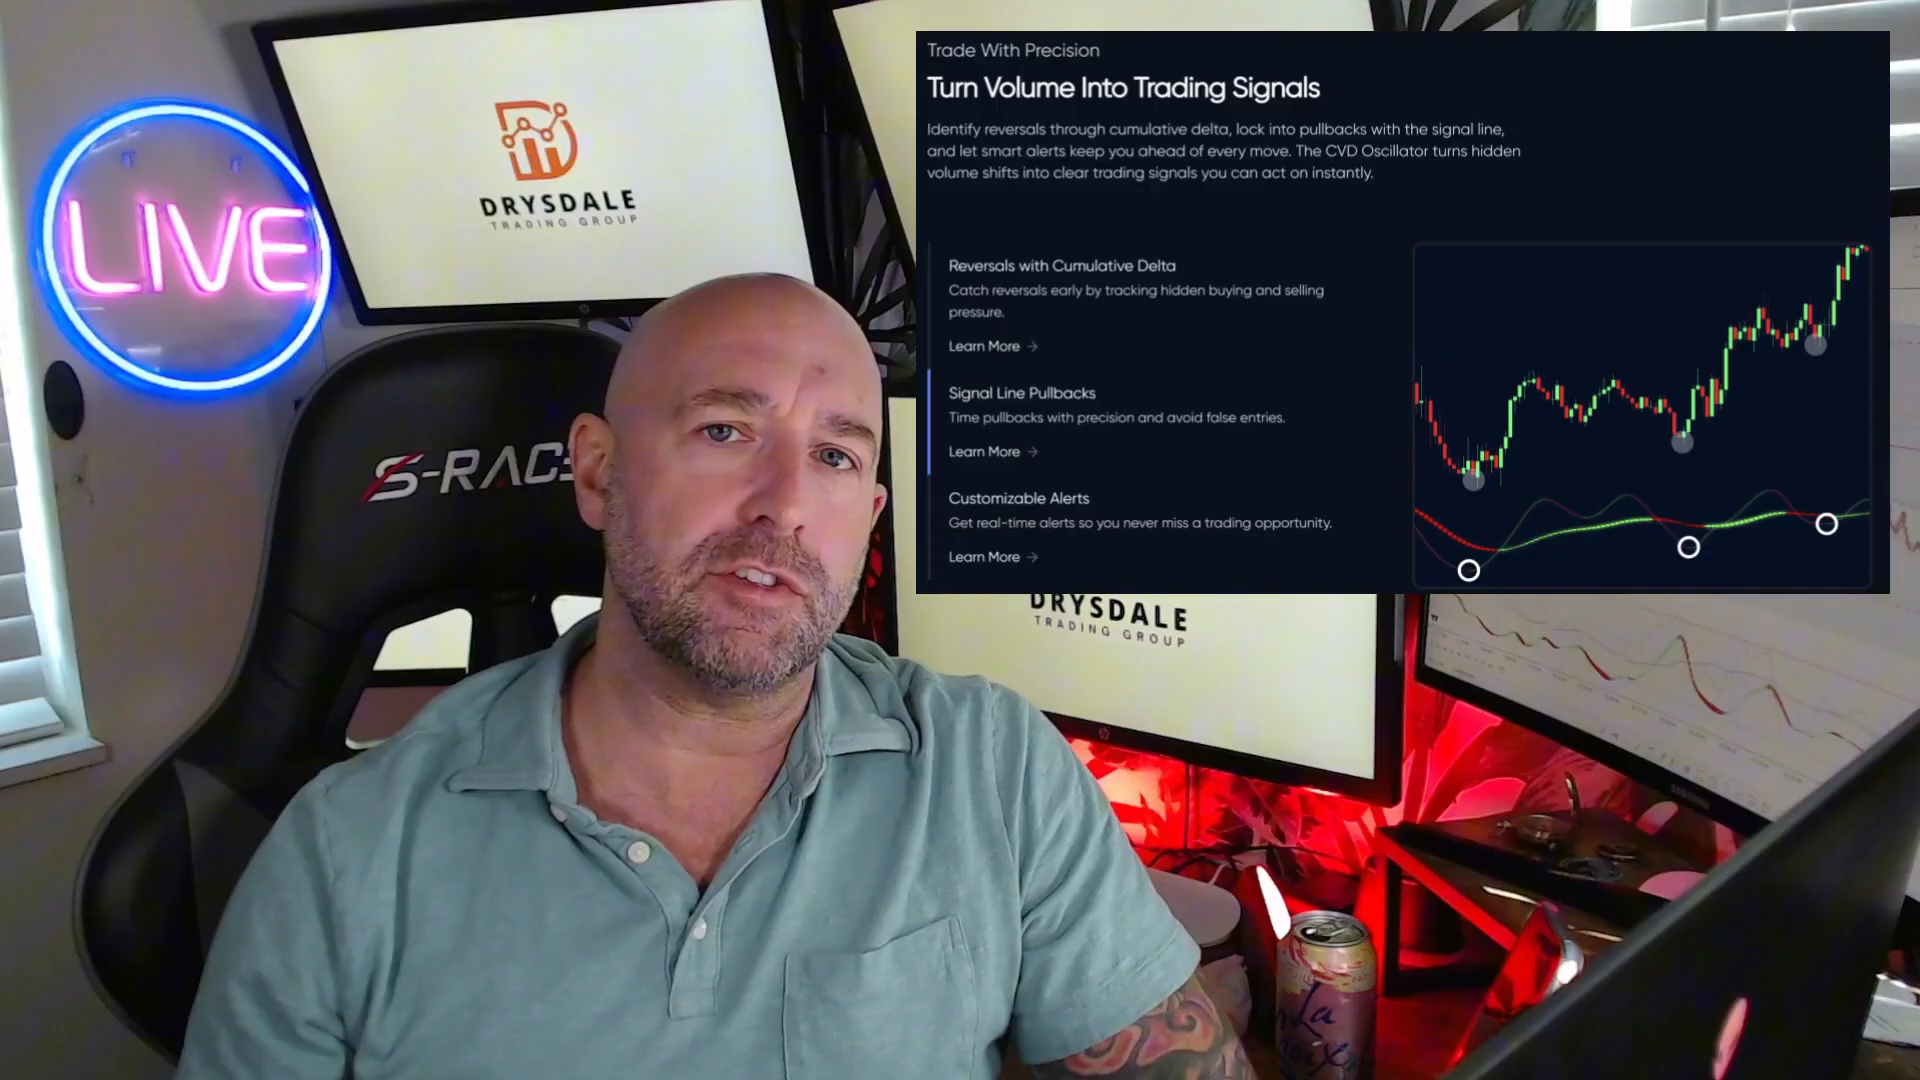 LIVE
DRYSDALE
TRADING GROUP
S-RACE
Trade With Precision
Turn Volume Into Trading Signals
Identify reversals through cumulative delta, lock into pullbacks with the signal line,
and let smart alerts keep you ahead of every move. The CVD Oscillator turns hidden
volume shifts into clear trading signals you can act on instantly.
Reversals with Cumulative Delta
Catch reversals early by tracking hidden buying and selling
pressure.
Learn More →
Signal Line Pullbacks
Time pullbacks with precision and avoid false entries.
Learn More →
Customizable Alerts
Get real-time alerts so you never miss a trading opportunity.
Learn More →
DRYSDALE
TRADING GROUP
SAMSUNG
La